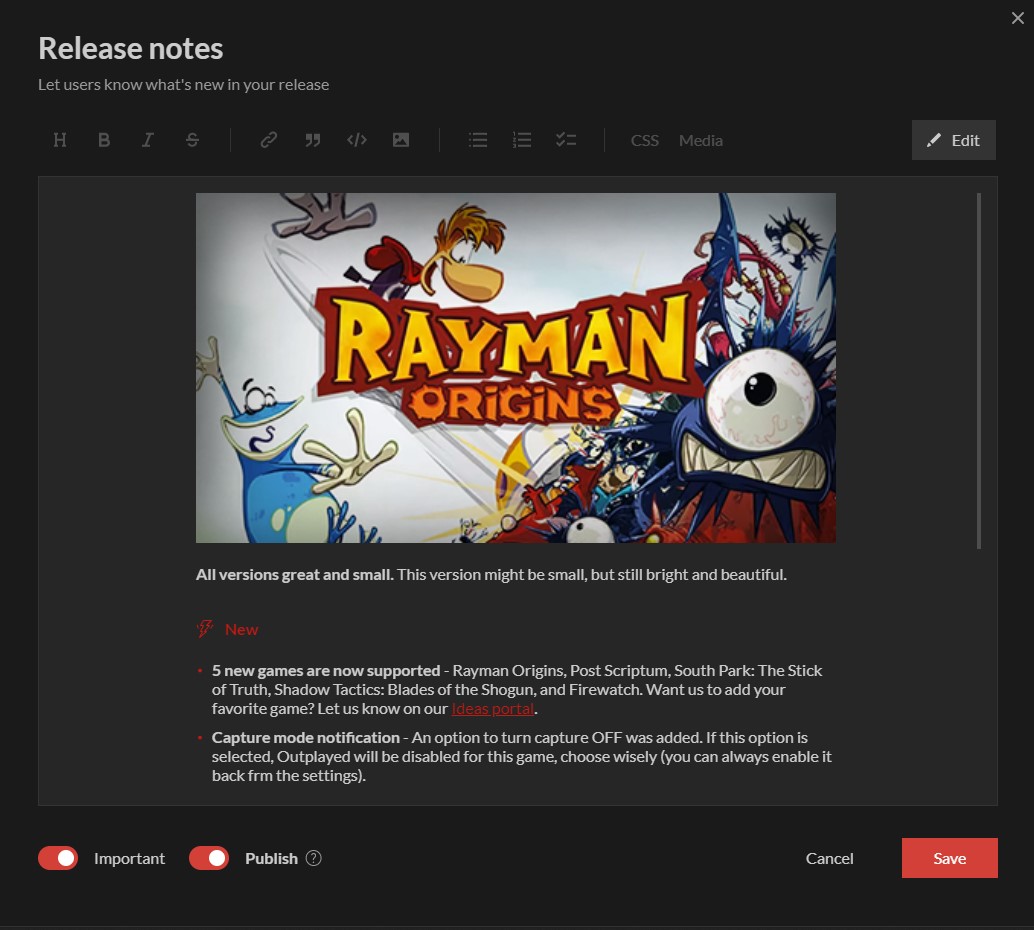 Release notes
Let users know what's new in your release
H B I S CSS Media Edit
RAYMAN
ORIGINS
All versions great and small. This version might be small, but still bright and beautiful.
New
5 new games are now supported - Rayman Origins, Post Scriptum, South Park: The Stick
of Truth, Shadow Tactics: Blades of the Shogun, and Firewatch. Want us to add your
favorite game? Let us know on our Ideas portal.
Capture mode notification - An option to turn capture OFF was added. If this option is
selected, Outplayed will be disabled for this game, choose wisely (you can always enable it
back frm the settings).
Important Publish ? Cancel Save